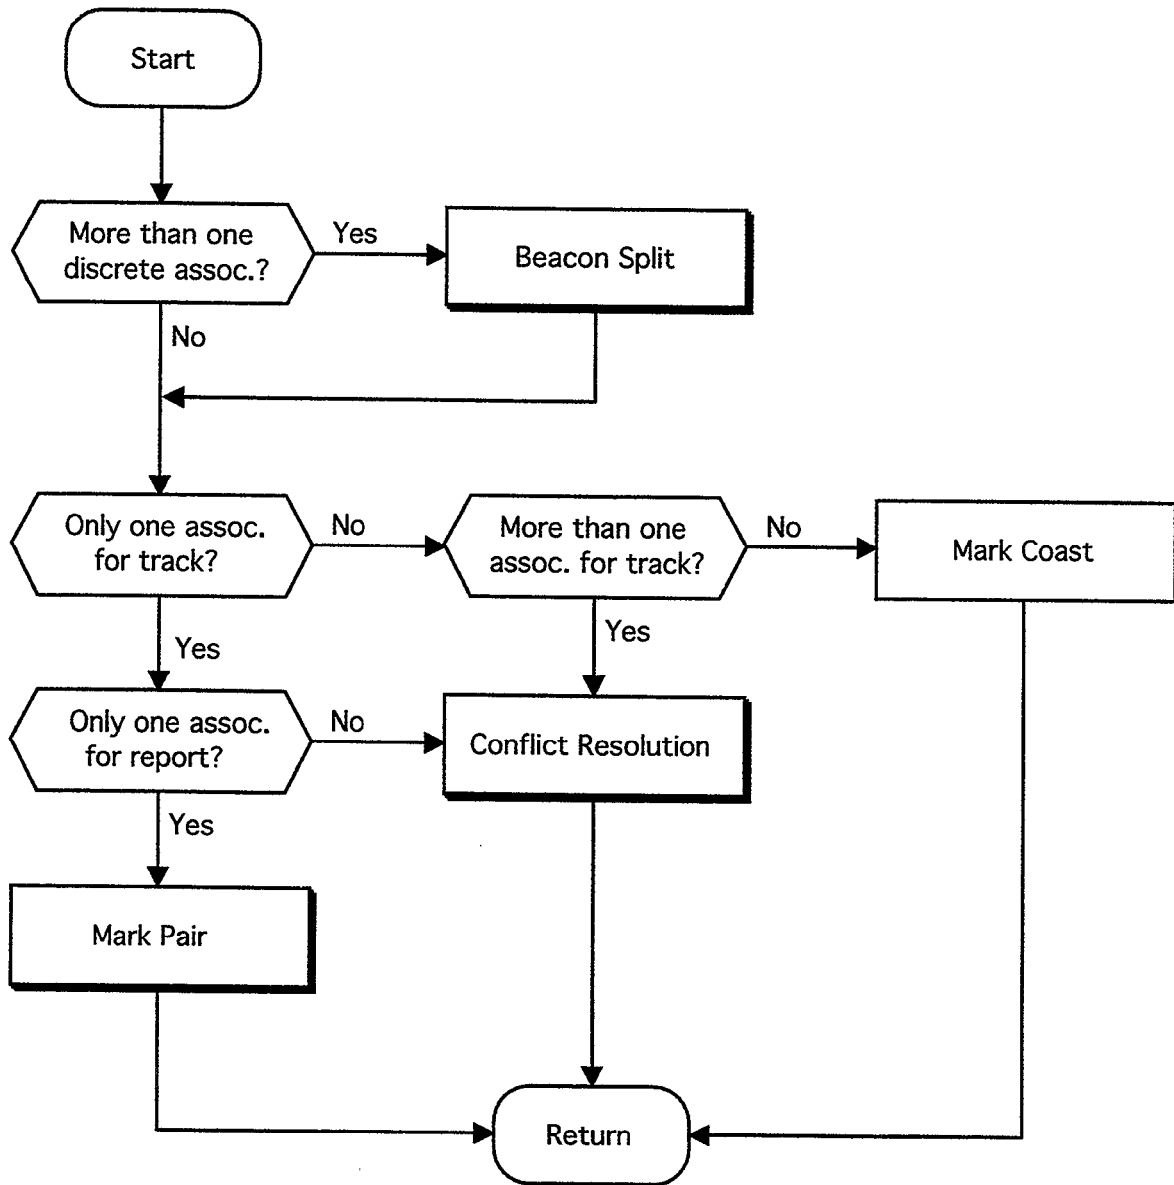 Start
More than one
discrete assoc.?
Yes
Beacon Split
No
Only one assoc.
for track?
No
More than one
assoc. for track?
No
Mark Coast
Yes
Yes
Only one assoc.
for report?
No
Conflict Resolution
Yes
Mark Pair
Return